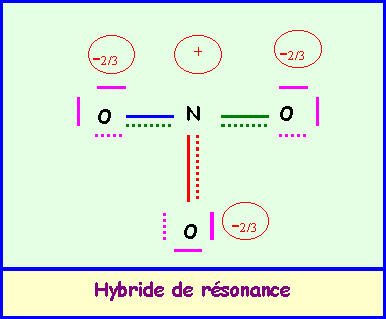 −2/3 + −2/3
O N O
O −2/3
Hybride de résonance